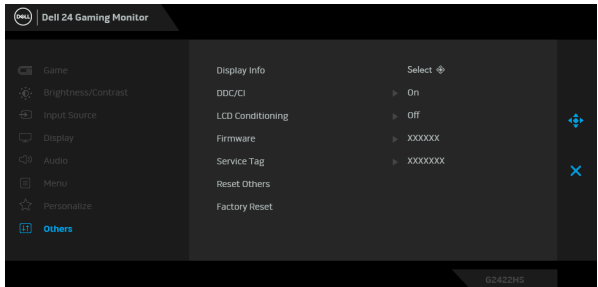 DELL
Dell 24 Gaming Monitor
Game
Display Info Select
Brightness/Contrast
DDC/CI On
Input Source
LCD Conditioning Off
Display
Firmware XXXXXX
Audio
Service Tag XXXXXXX
Menu
Reset Others
Personalize
Factory Reset
Others
G2422HS